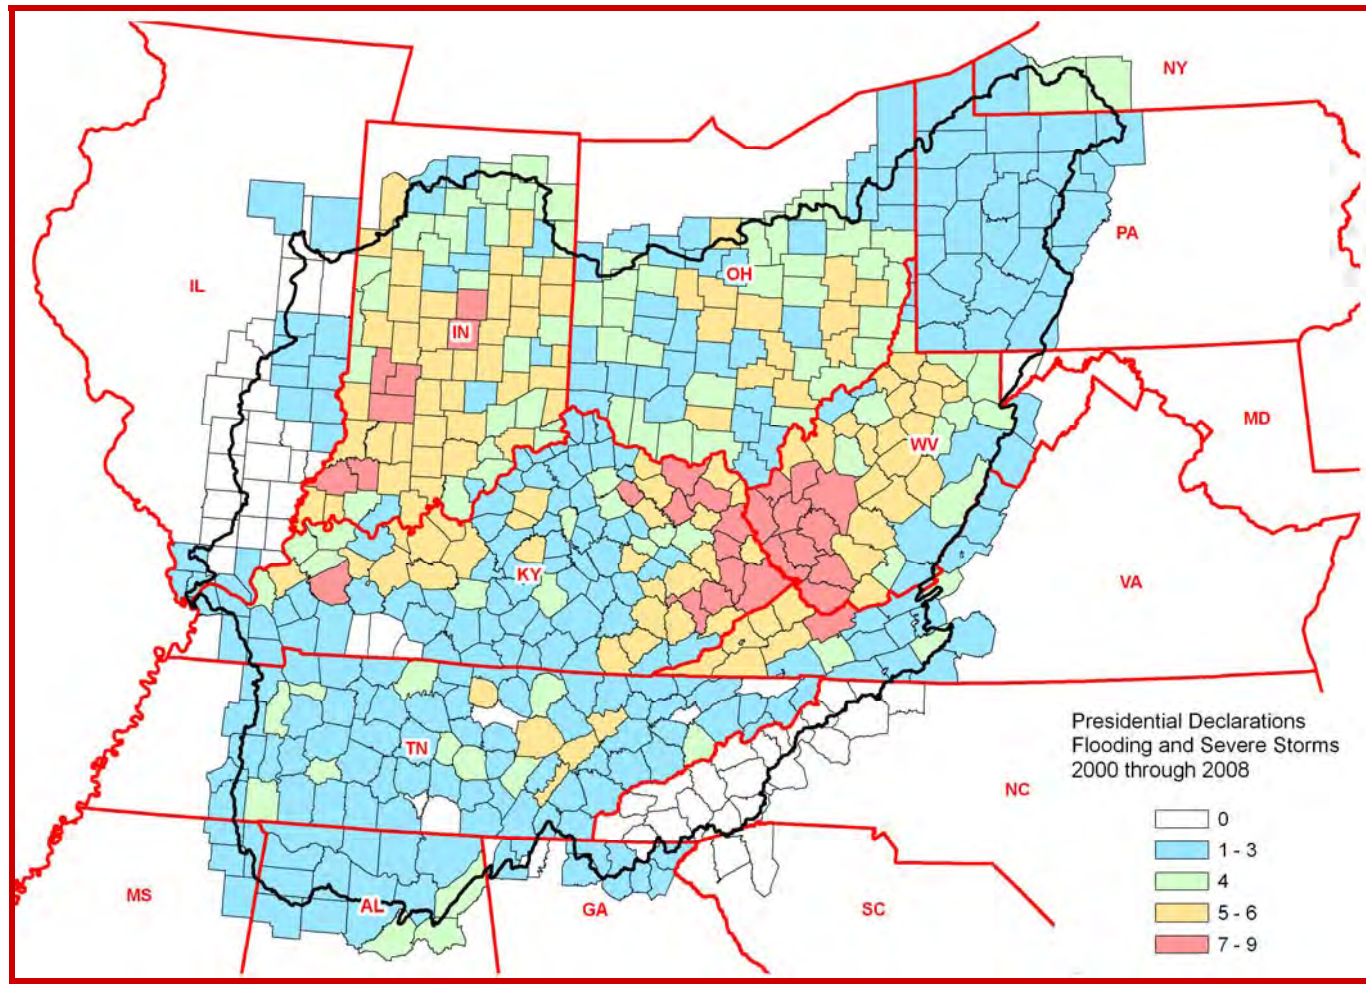 NY
PA
OH
IL
IN
MD
WV
VA
KY
TN
NC
MS
AL
GA
SC
Presidential Declarations
Flooding and Severe Storms
2000 through 2008
0
1 - 3
4
5 - 6
7 - 9